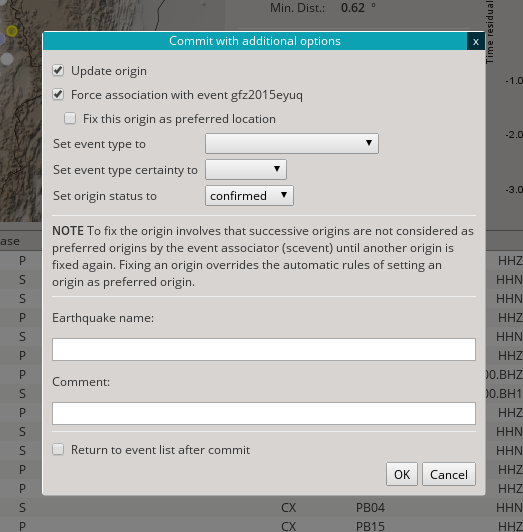 Min. Dist.: 0.62 °
Time residual
Commit with additional options x
Update origin
Force association with event gfz2015eyuq
Fix this origin as preferred location
Set event type to
Set event type certainty to
Set origin status to confirmed
NOTE To fix the origin involves that successive origins are not considered as
preferred origins by the event associator (scevent) until another origin is
fixed again. Fixing an origin overrides the automatic rules of setting an
origin as preferred origin.
Earthquake name:
Comment:
Return to event list after commit
OK Cancel
-1.0
-2.0
-3.0
ase
P HHZ
S HHN
S HHN
P HHZ
S HHN
P HHZ
P 00.BHZ
S 00.BH1
P HHZ
S HHN
S HHN
P HHZ
P HHZ
S CX PB04 HHN
P CX PB15 HHZ